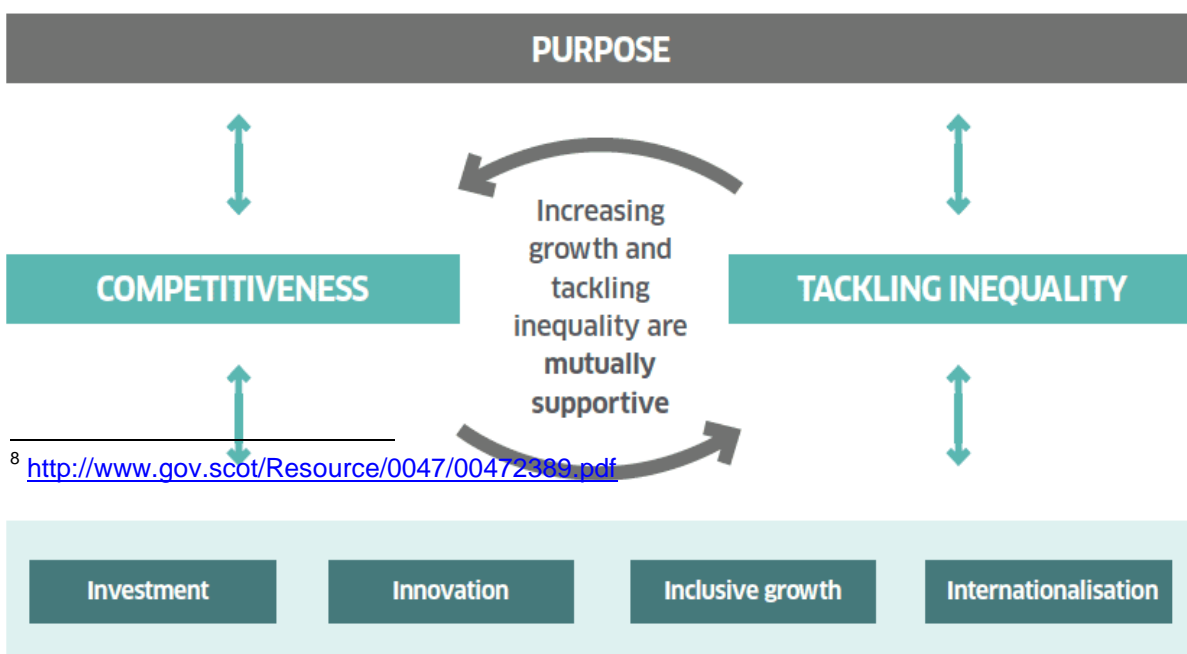 PURPOSE
COMPETITIVENESS
Increasing
growth and
tackling
inequality are
mutually
supportive
TACKLING INEQUALITY
8 http://www.gov.scot/Resource/0047/00472389.pdf
Investment
Innovation
Inclusive growth
Internationalisation